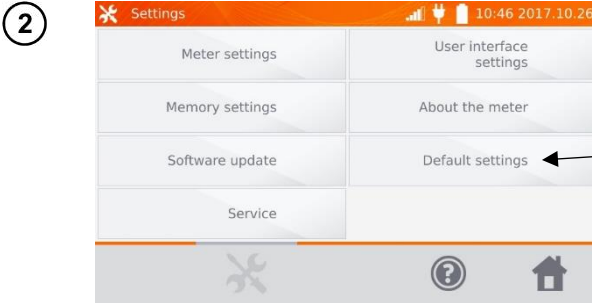 2
Settings
10:46 2017.10.26
Meter settings
User interface
settings
Memory settings
About the meter
Software update
Default settings
Service
?